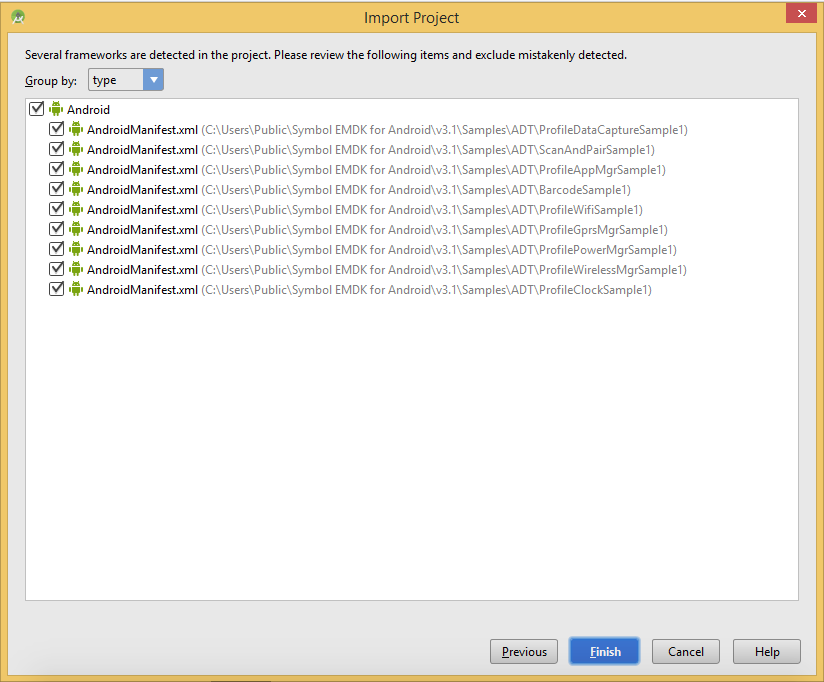 Import Project
Several frameworks are detected in the project. Please review the following items and exclude mistakenly detected.
Group by: type
Android
AndroidManifest.xml (C:\Users\Public\Symbol EMDK for Android\v3.1\Samples\ADT\ProfileDataCaptureSample1)
AndroidManifest.xml (C:\Users\Public\Symbol EMDK for Android\v3.1\Samples\ADT\ScanAndPairSample1)
AndroidManifest.xml (C:\Users\Public\Symbol EMDK for Android\v3.1\Samples\ADT\ProfileAppMgrSample1)
AndroidManifest.xml (C:\Users\Public\Symbol EMDK for Android\v3.1\Samples\ADT\BarcodeSample1)
AndroidManifest.xml (C:\Users\Public\Symbol EMDK for Android\v3.1\Samples\ADT\ProfileWifiSample1)
AndroidManifest.xml (C:\Users\Public\Symbol EMDK for Android\v3.1\Samples\ADT\ProfileGprsMgrSample1)
AndroidManifest.xml (C:\Users\Public\Symbol EMDK for Android\v3.1\Samples\ADT\ProfilePowerMgrSample1)
AndroidManifest.xml (C:\Users\Public\Symbol EMDK for Android\v3.1\Samples\ADT\ProfileWirelessMgrSample1)
AndroidManifest.xml (C:\Users\Public\Symbol EMDK for Android\v3.1\Samples\ADT\ProfileClockSample1)
Previous Finish Cancel Help